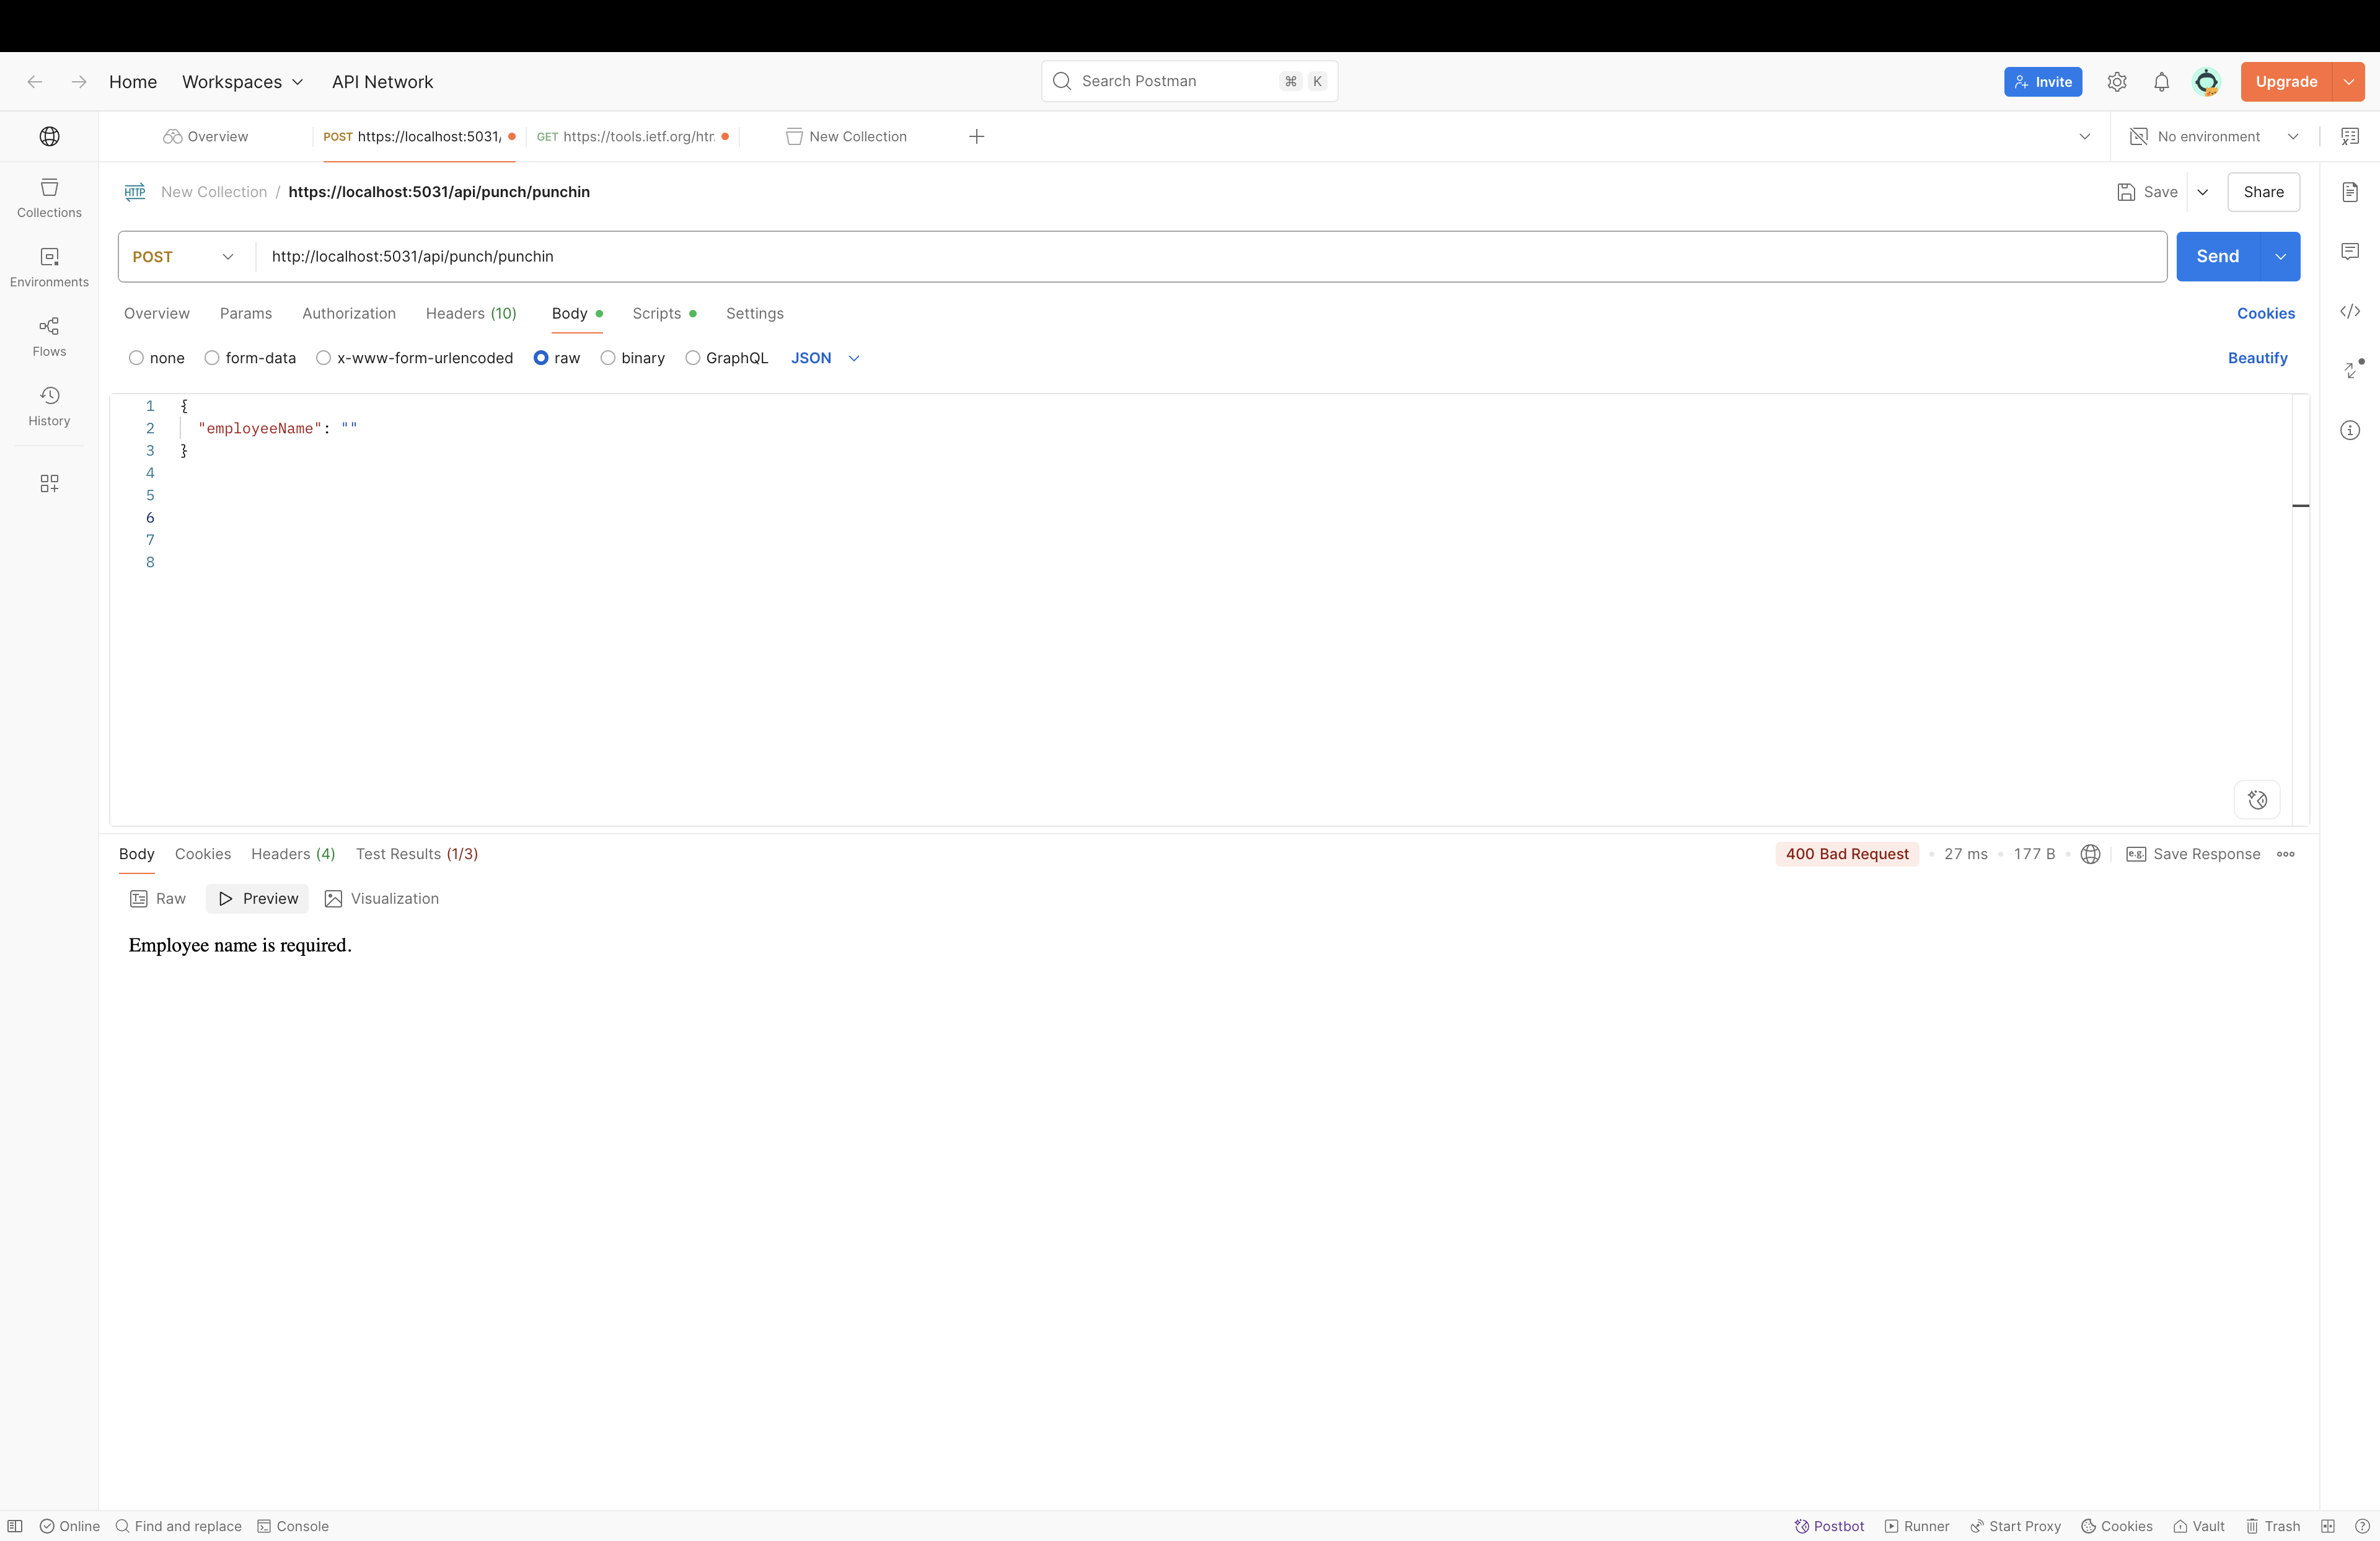 Home Workspaces API Network Search Postman ⌘ K Invite Upgrade
Overview POST https://localhost:5031/ GET https://tools.ietf.org/htr. New Collection No environment
HTTP New Collection / https://localhost:5031/api/punch/punchin Save Share
POST http://localhost:5031/api/punch/punchin Send
Overview Params Authorization Headers (10) Body Scripts Settings Cookies
none form-data x-www-form-urlencoded raw binary GraphQL JSON Beautify
Collections
Environments
Flows
History
1 {
2 "employeeName": ""
3 }
4
5
6
7
8
Body Cookies Headers (4) Test Results (1/3) 400 Bad Request 27 ms 177 B e.g. Save Response
Raw Preview Visualization
Employee name is required.
Online Find and replace Console Postbot Runner Start Proxy Cookies Vault Trash